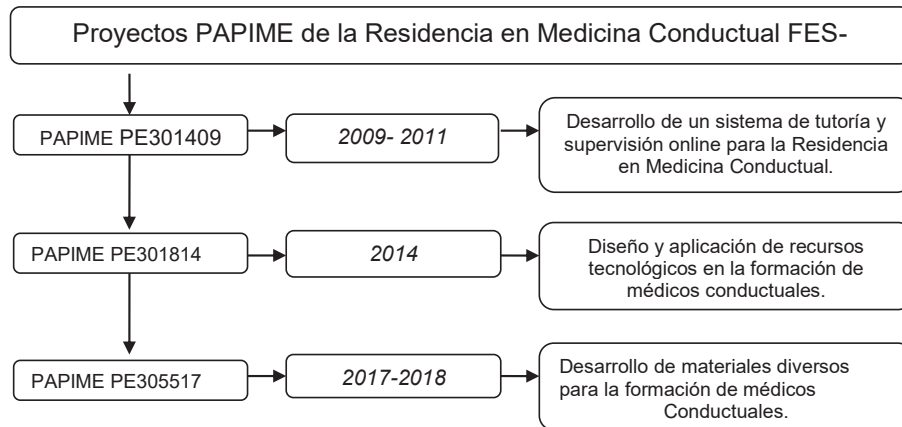 Proyectos PAPIME de la Residencia en Medicina Conductual FES-
PAPIME PE301409
2009- 2011
Desarrollo de un sistema de tutoría y
supervisión online para la Residencia
en Medicina Conductual.
PAPIME PE301814
2014
Diseño y aplicación de recursos
tecnológicos en la formación de
médicos conductuales.
PAPIME PE305517
2017-2018
Desarrollo de materiales diversos
para la formación de médicos
Conductuales.